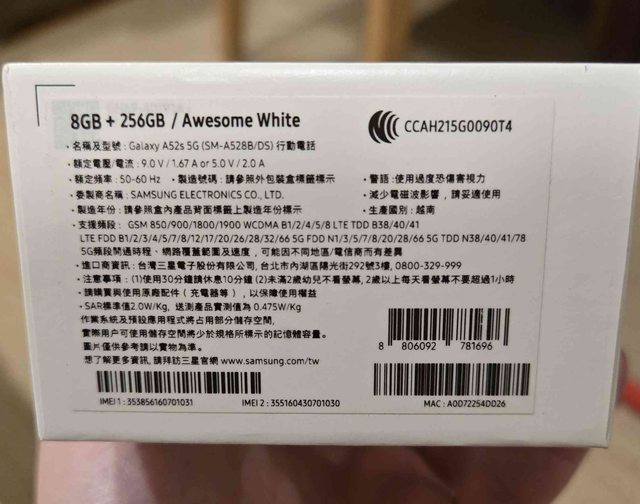 8GB + 256GB / Awesome White
CCAH215G0090T4
• 名稱及型號 : Galaxy A52s 5G (SM-A528B/DS) 行動電話
• 額定電壓/電流 : 9.0 V / 1.67 A or 5.0 V / 2.0 A
• 額定頻率 : 50-60 Hz • 製造號碼 : 請參照外包裝盒標籤標示
• 警語 :使用過度恐傷害視力
• 委製商名稱 : SAMSUNG ELECTRONICS CO., LTD.
• 減少電磁波影響，請妥適使用
• 製造年份 : 請參照盒內產品背面標籤上製造年份標示
• 生產國別 : 越南
• 支援頻段 : GSM 850/900/1800/1900 WCDMA B1/2/4/5/8 LTE TDD B38/40/41
LTE FDD B1/2/3/4/5/7/8/12/17/20/26/28/32/66 5G FDD N1/3/5/7/8/20/28/66 5G TDD N38/40/41/78
5G頻段開通時程、網路覆蓋範圍及速度，可能因不同地區/電信商而有差異
• 進口商資訊 : 台灣三星電子股份有限公司, 台北市內湖區陽光街292號3樓, 0800-329-999
• 注意事項 : (1)使用30分鐘請休息10分鐘 (2)未滿2歲幼兒不看螢幕, 2歲以上每天看螢幕不要超過1小時
• 請購買與使用原廠配件（充電器等）, 以保障使用權益
• SAR標準值2.0W/Kg, 送測產品實測值為 0.475W/Kg
作業系統及預設應用程式將占用部分儲存空間,
實際用戶可使用儲存空間將少於規格所標示的記憶體容量。
圖片僅供參考請以實物為準。
想了解更多資訊, 請拜訪三星官網 www.samsung.com/tw
8 806092 781696
IMEI 1 : 353856160701031
IMEI 2 : 355160430701030
MAC : A0D72254DD26